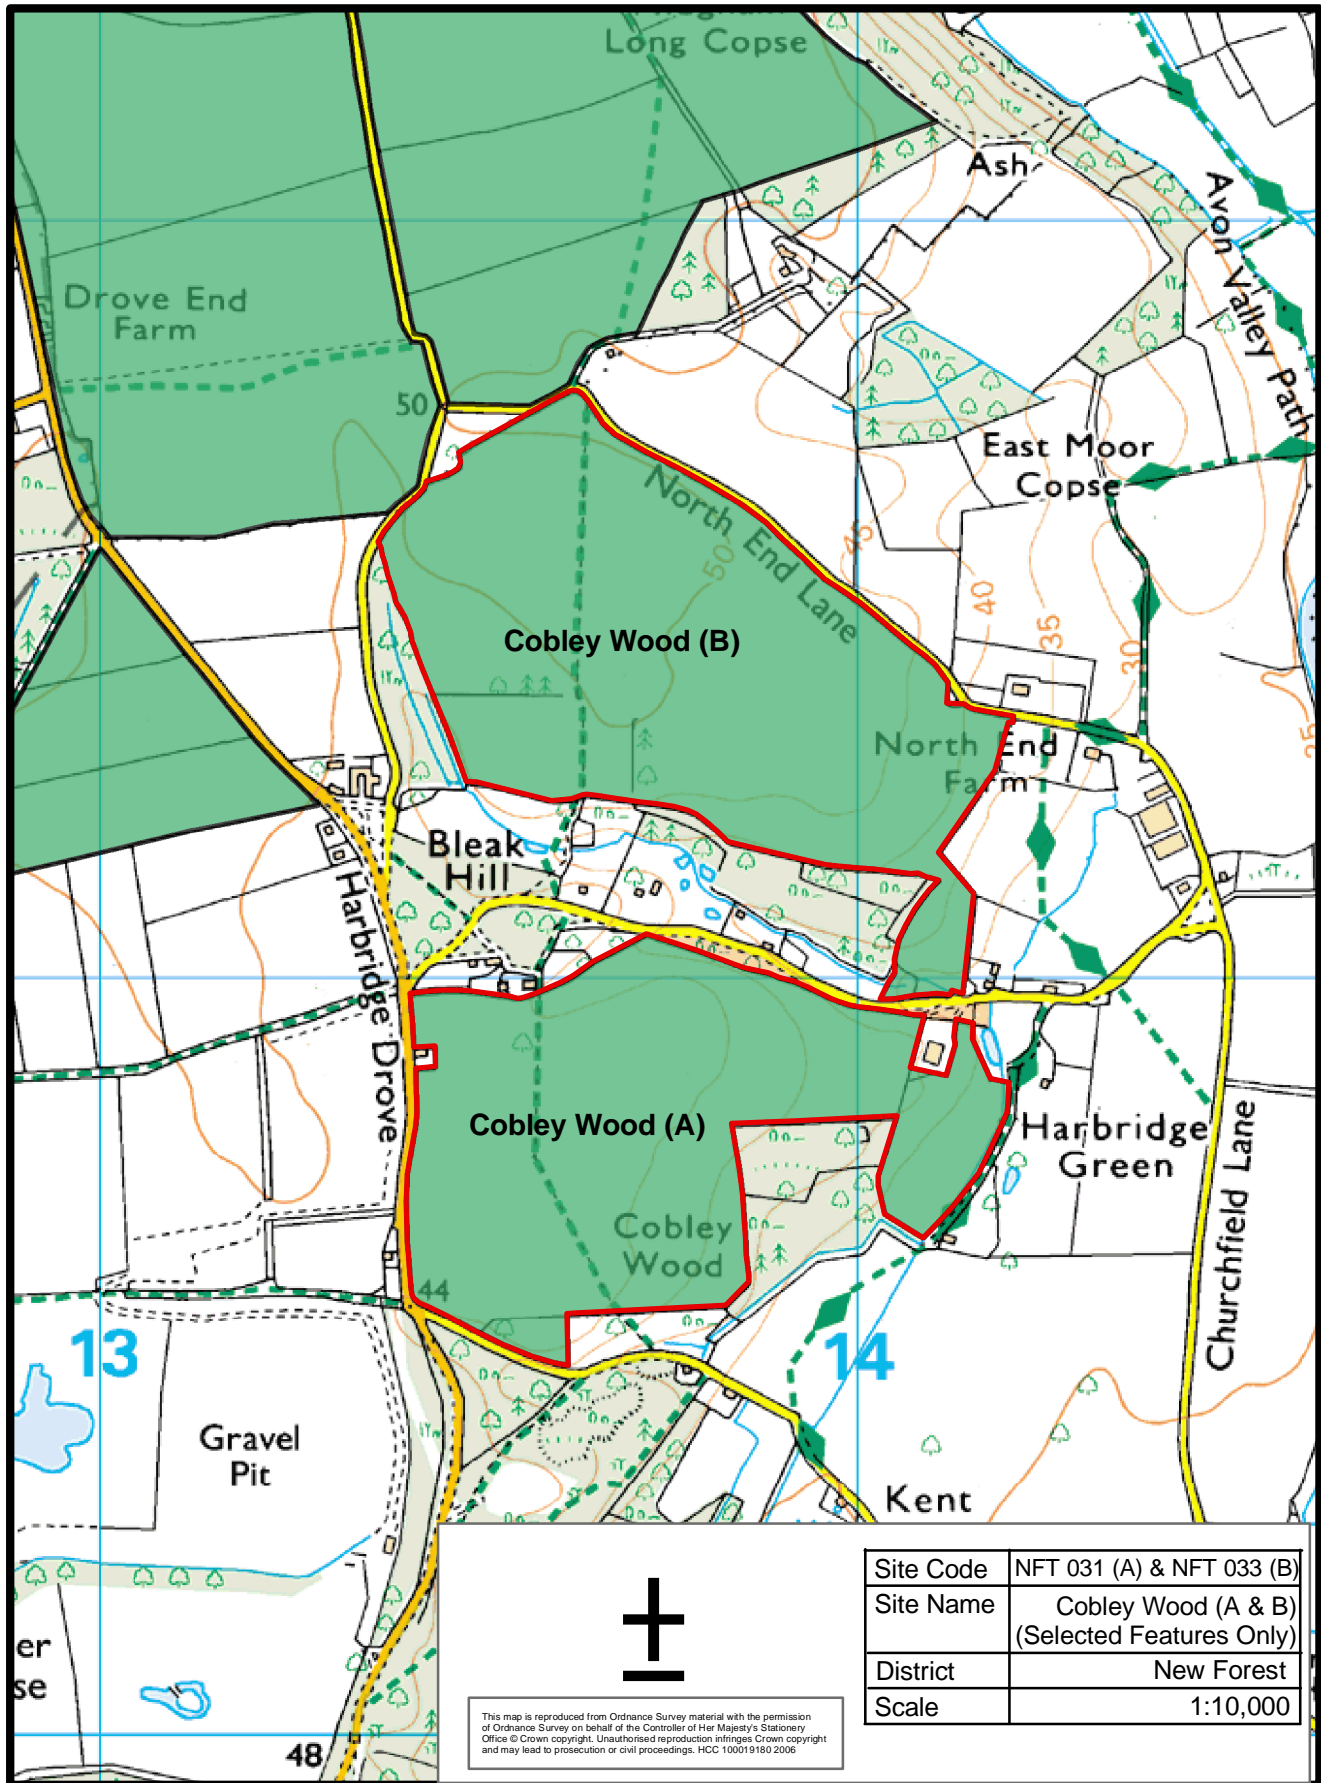 Long Copse
Ash
Avon Valley Path
Drove End
Farm
50
East Moor
Copse
North End Lane
50
45
40
35
30
25
Cobley Wood (B)
North End
Farm
Bleak
Hill
Harbridge Drove
Cobley Wood (A)
Harbridge
Green
Churchfield Lane
Cobley
Wood
44
13
14
Gravel
Pit
Kent
er
se
48
Site Code NFT 031 (A) & NFT 033 (B)
Site Name Cobley Wood (A & B)
(Selected Features Only)
District New Forest
Scale 1:10,000
This map is reproduced from Ordnance Survey material with the permission
of Ordnance Survey on behalf of the Controller of Her Majesty's Stationery
Office © Crown copyright. Unauthorised reproduction infringes Crown copyright
and may lead to prosecution or civil proceedings. HCC 100019180 2006